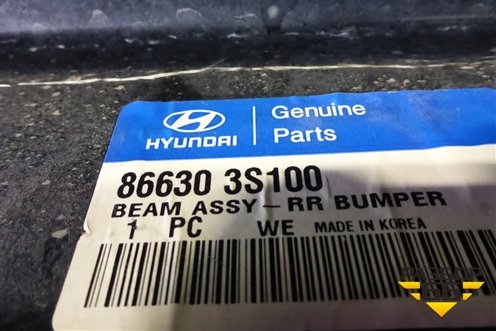 HYUNDAI
Genuine
Parts
86630 3S100
BEAM ASSY-RR BUMPER
1 PC WE MADE IN KOREA